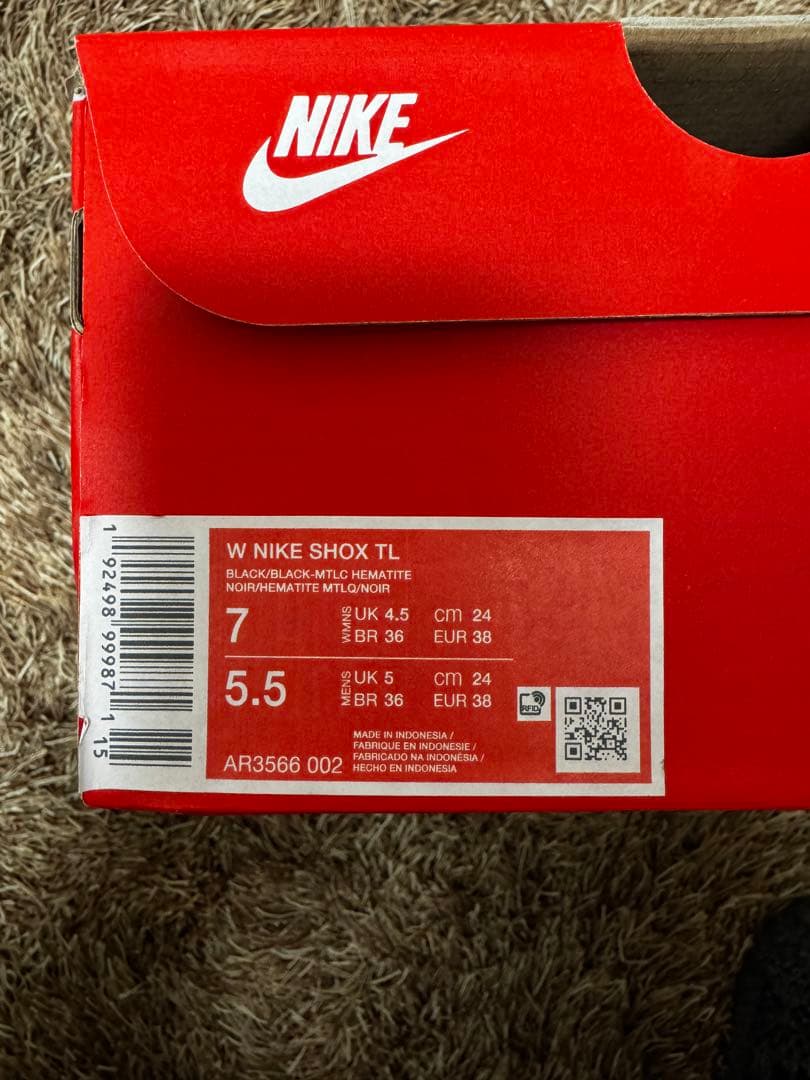 NIKE
W NIKE SHOX TL
BLACK/BLACK-MTLC HEMATITE
NOIR/HEMATITE MTLQ/NOIR
7 WMNS UK 4.5 cm 24
BR 36 EUR 38
5.5 MENS UK 5 cm 24
BR 36 EUR 38
RFID
MADE IN INDONESIA /
FABRIQUE EN INDONESIE /
FABRICADO NA INDONÉSIA /
HECHO EN INDONESIA
AR3566 002
1 92498 99987 1 15